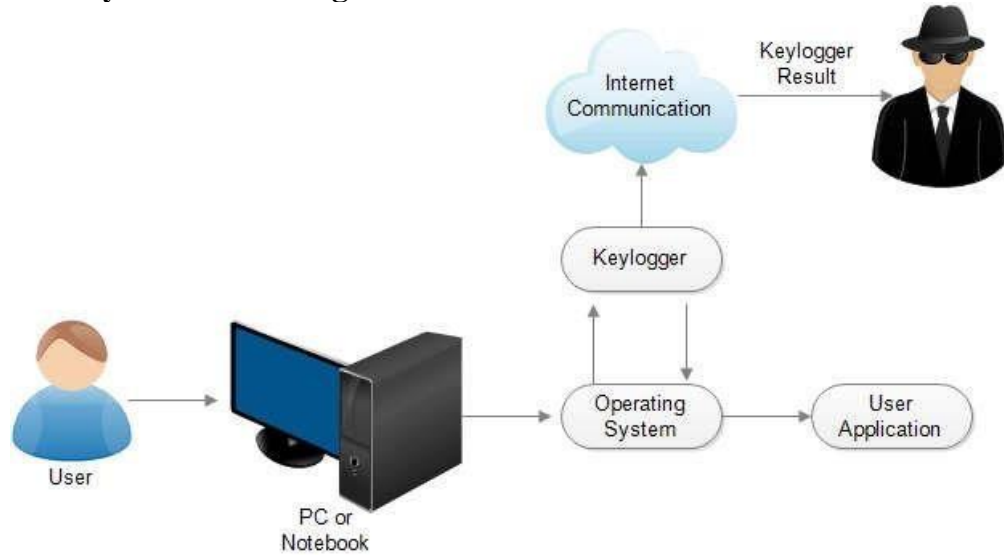 Keylogger
Result
Internet
Communication
Keylogger
Operating
System
User
Application
User
PC or
Notebook